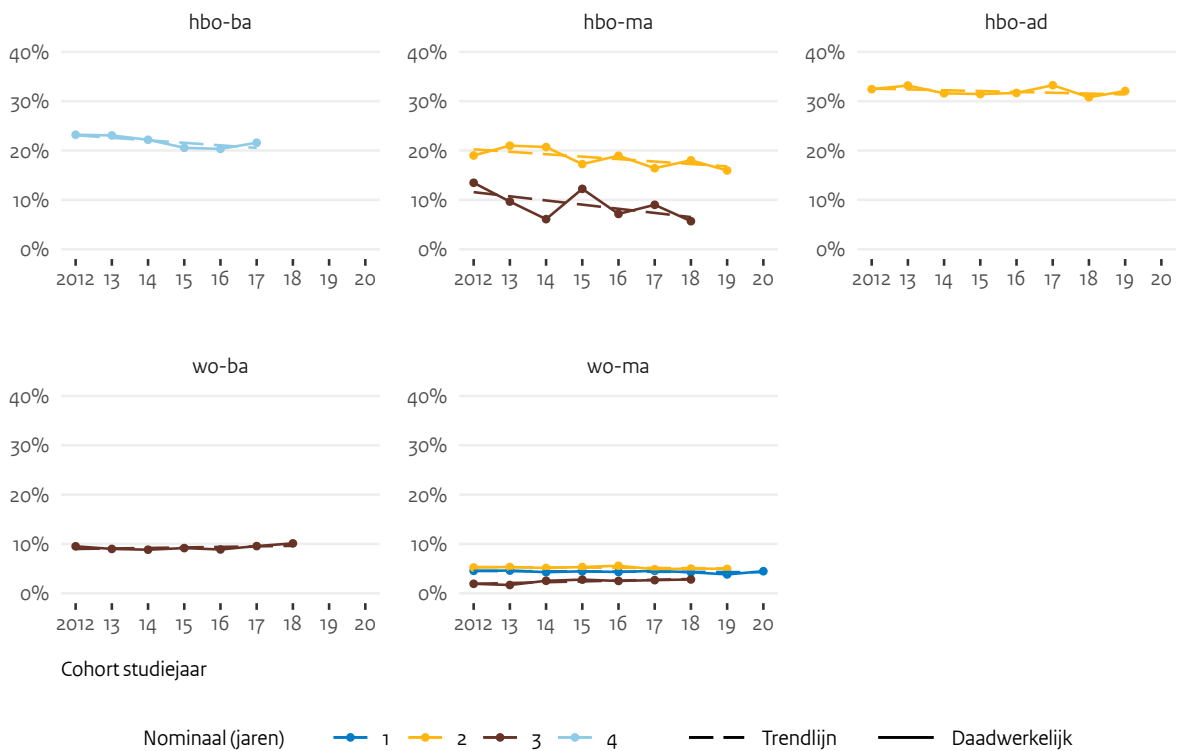 hbo-ba hbo-ma hbo-ad
40% 40% 40%
30% 30% 30%
20% 20% 20%
10% 10% 10%
0% 0% 0%
2012 13 14 15 16 17 18 19 20 2012 13 14 15 16 17 18 19 20 2012 13 14 15 16 17 18 19 20
wo-ba wo-ma
40% 40%
30% 30%
20% 20%
10% 10%
0% 0%
2012 13 14 15 16 17 18 19 20 2012 13 14 15 16 17 18 19 20
Cohort studiejaar
Nominaal (jaren) 1 2 3 4 Trendlijn Daadwerkelijk